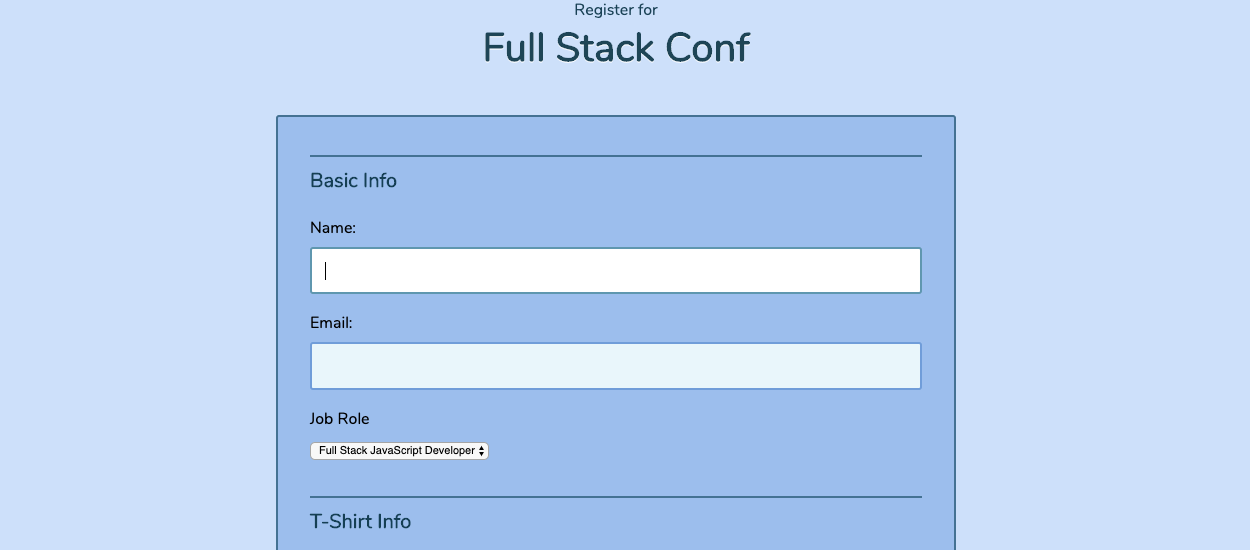 Register for
Full Stack Conf
Basic Info
Name:
Email:
Job Role
Full Stack JavaScript Developer
T-Shirt Info